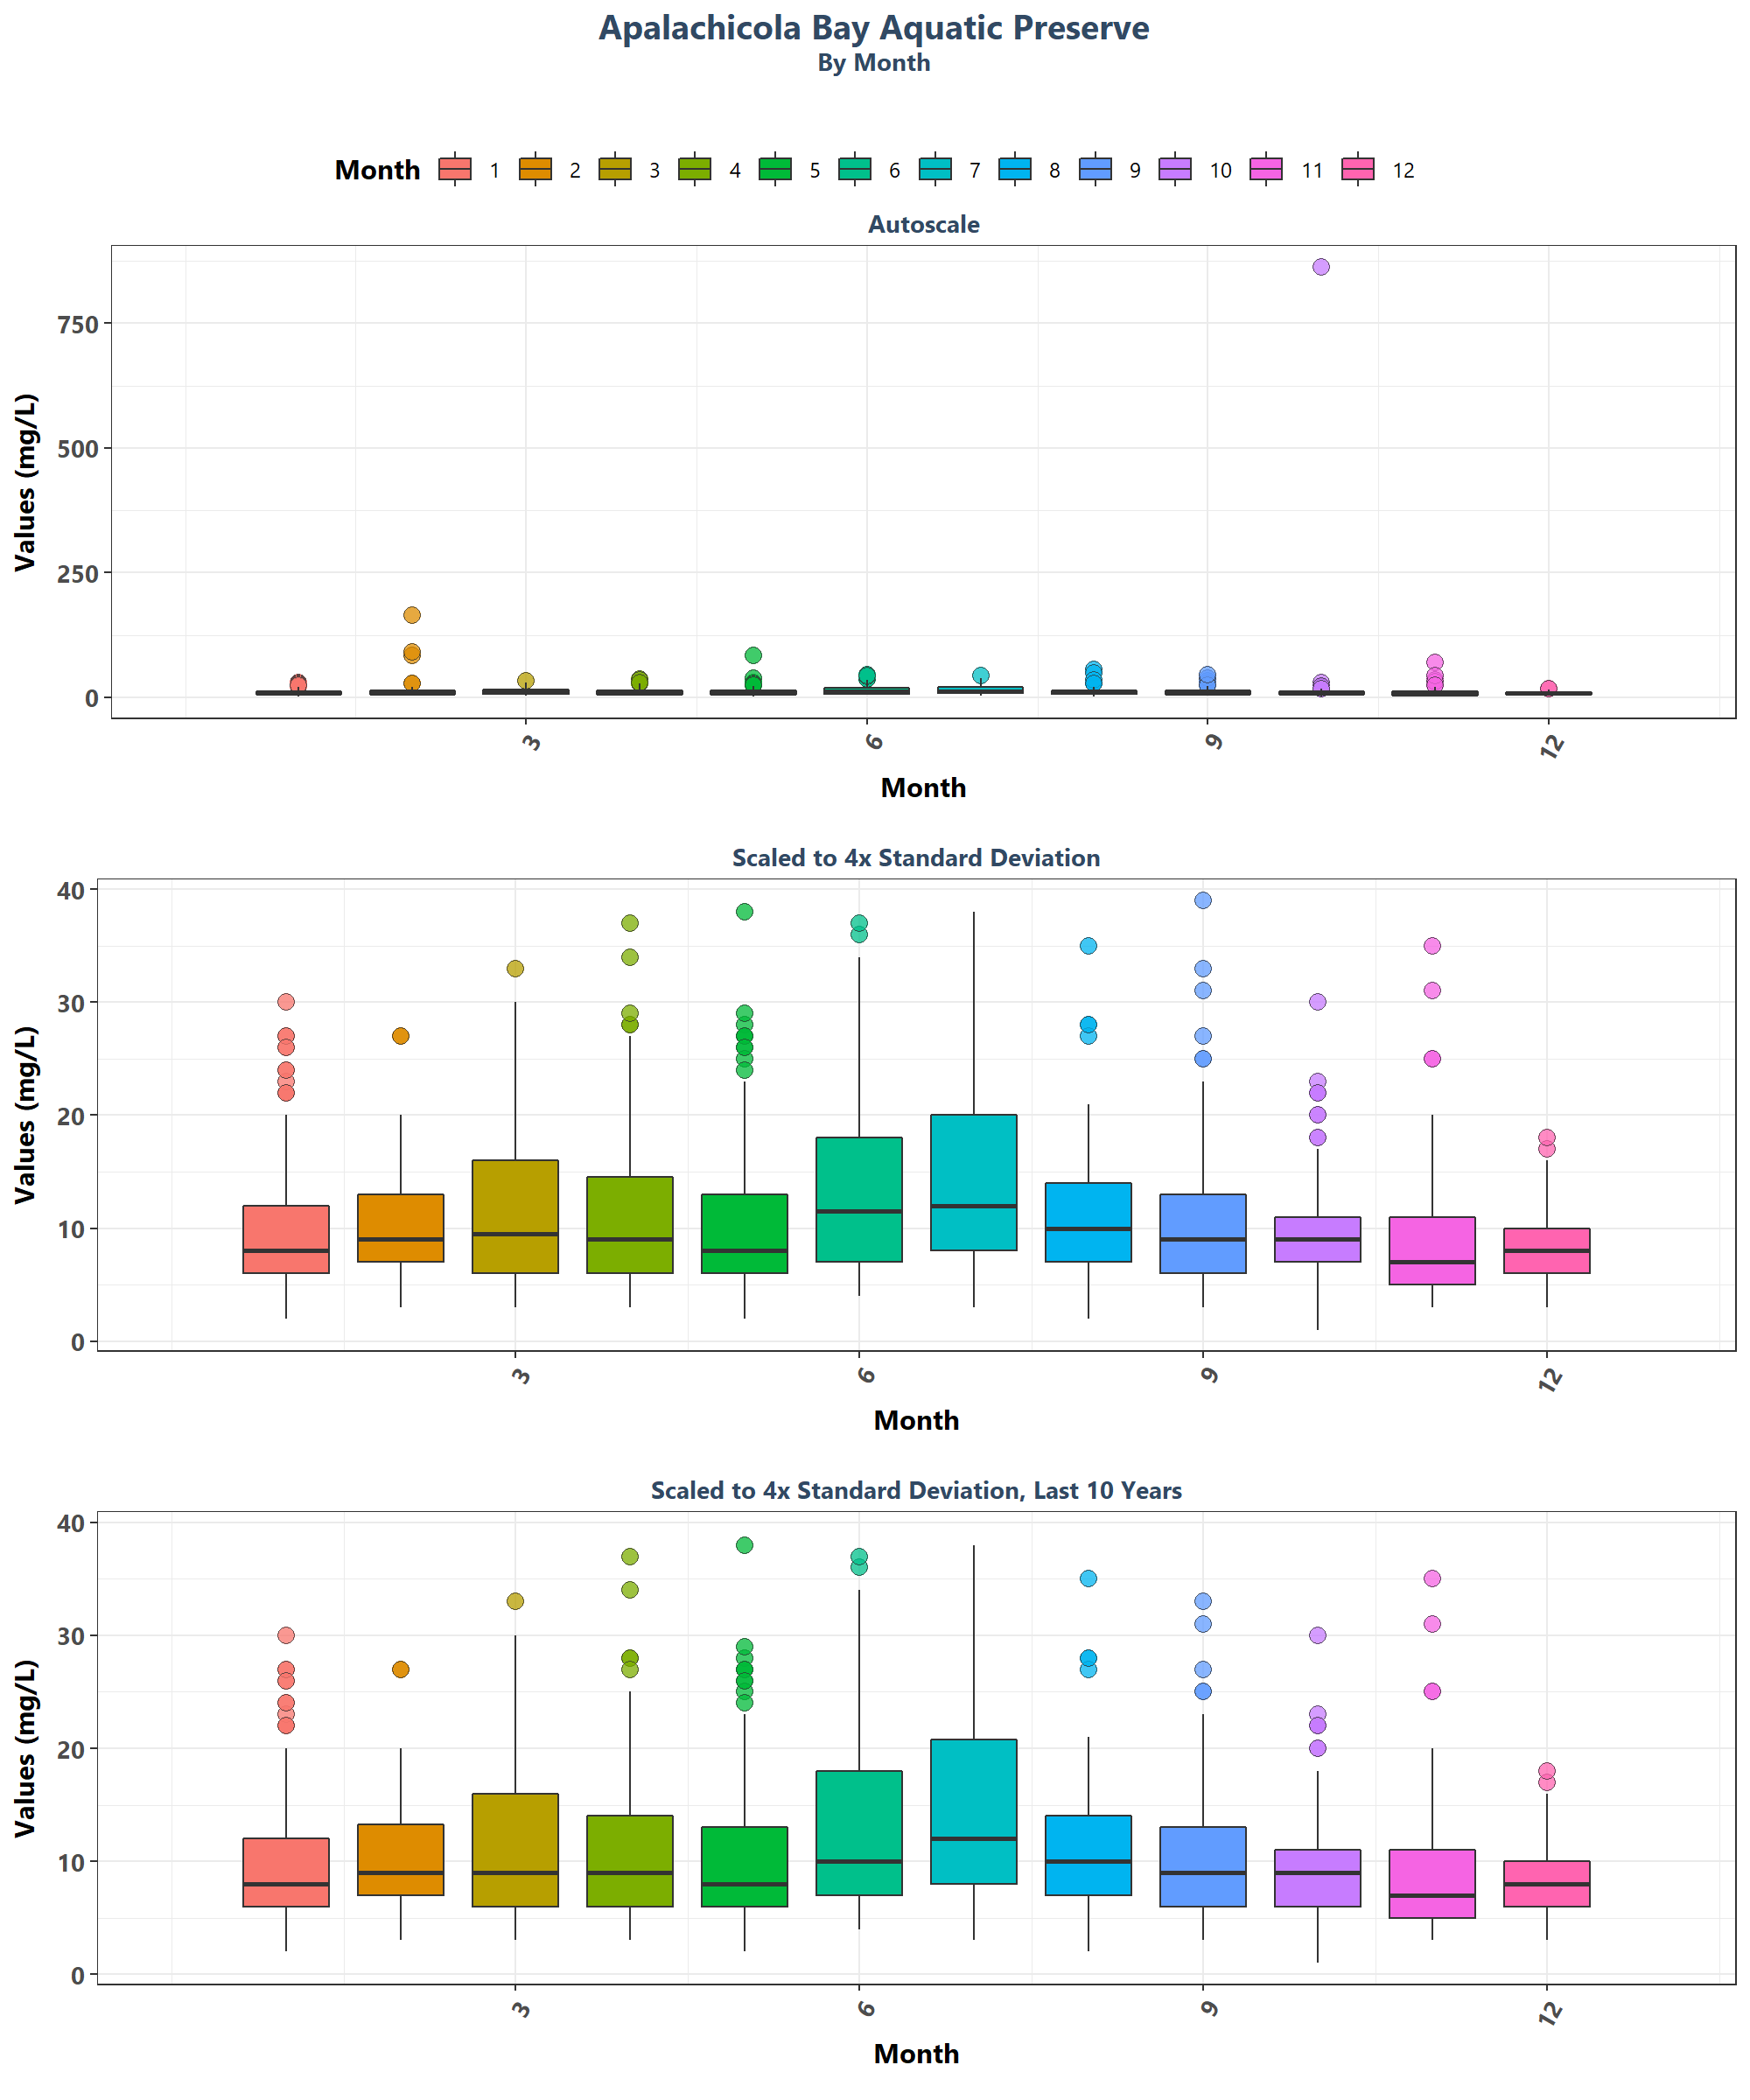 Apalachicola Bay Aquatic Preserve
By Month
Month 1 2 3 4 5 6 7 8 9 10 11 12
Autoscale
Values (mg/L)
750
500
250
0
3 6 9 12
Month
Scaled to 4x Standard Deviation
Values (mg/L)
40
30
20
10
0
3 6 9 12
Month
Scaled to 4x Standard Deviation, Last 10 Years
Values (mg/L)
40
30
20
10
0
3 6 9 12
Month